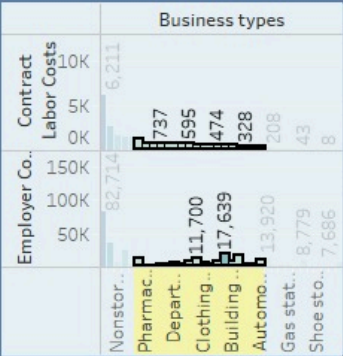 Business types
Contract
Labor Costs
10K
5K
0K
6,211
737
595
474
328
208
43
8
Employer Co..
150K
100K
50K
82,714
11,700
17,639
13,920
8,779
7,686
Nonstor..
Pharmac..
Depart..
Clothing..
Building..
Automo..
Gas stat..
Shoe sto..